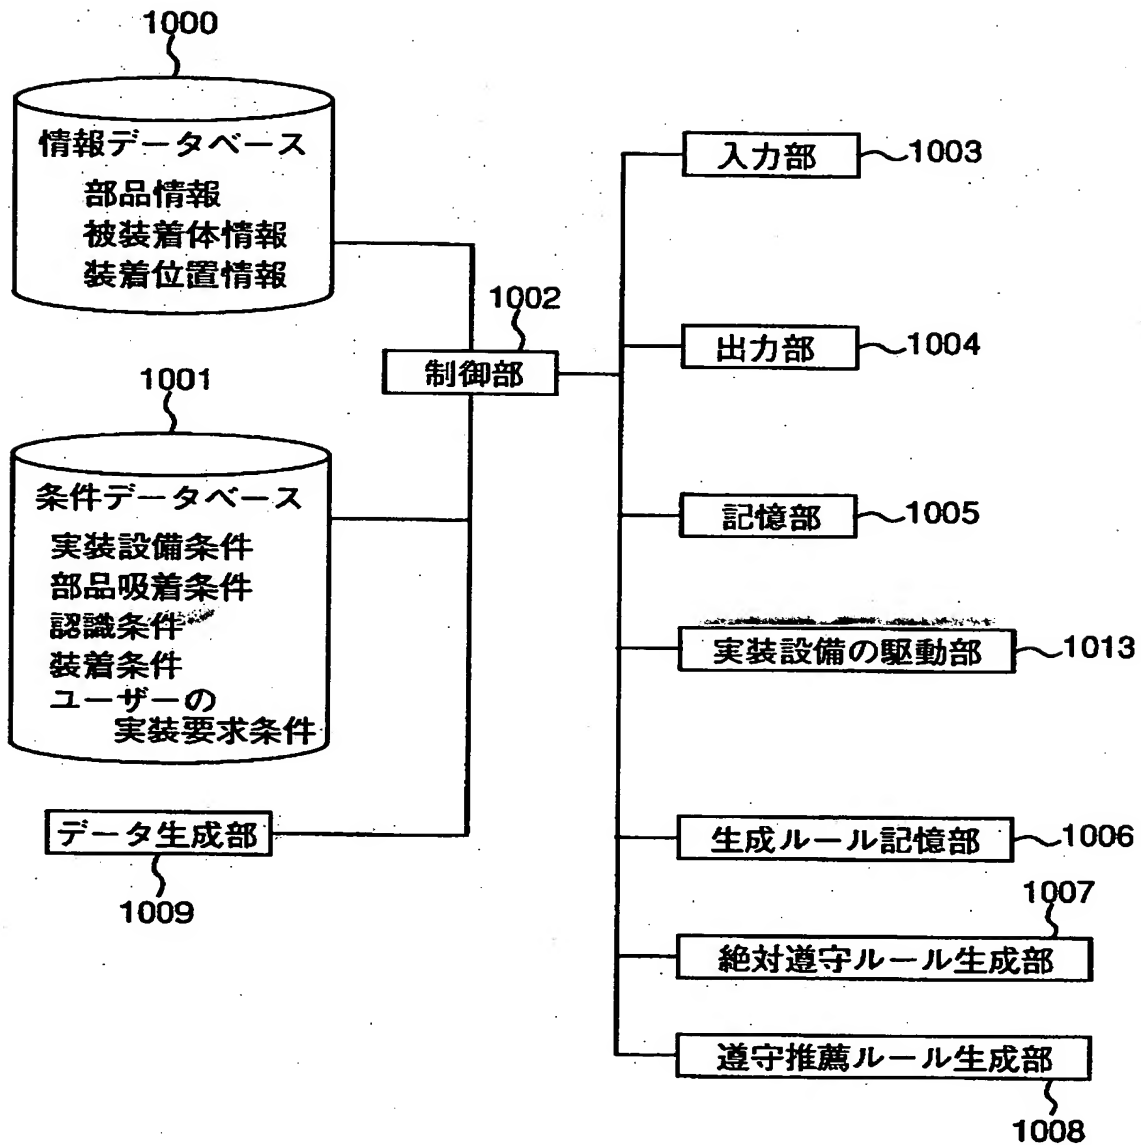 1000
情報データベース
部品情報
被装着体情報
装着位置情報
1001
条件データベース
実装設備条件
部品吸着条件
認識条件
装着条件
ユーザーの
実装要求条件
データ生成部
1009
1002
制御部
入力部 1003
出力部 1004
記憶部 1005
実装設備の駆動部 1013
生成ルール記憶部 1006
1007
絶対遵守ルール生成部
遵守推薦ルール生成部
1008